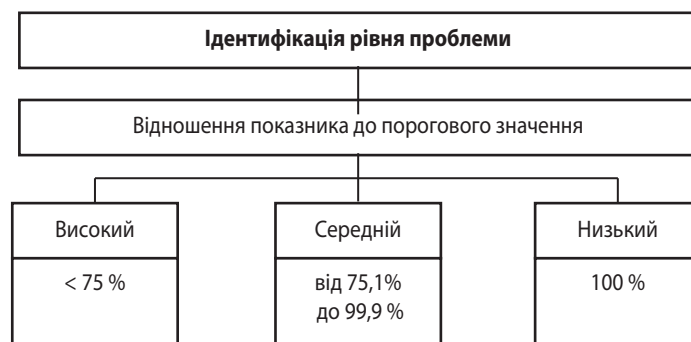 Ідентифікація рівня проблеми
Відношення показника до порогового значення
Високий
< 75 %
Середній
від 75,1%
до 99,9 %
Низький
100 %